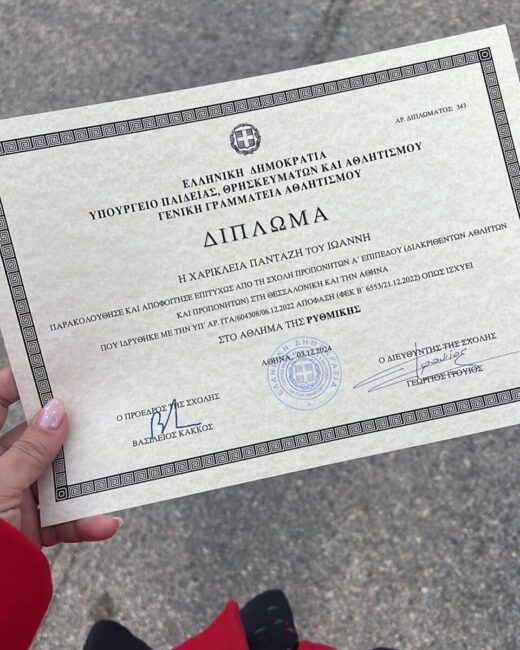 ΑΡ. ΔΙΠΛΩΜΑΤΟΣ: 343
ΕΛΛΗΝΙΚΗ ΔΗΜΟΚΡΑΤΙΑ
ΥΠΟΥΡΓΕΙΟ ΠΑΙΔΕΙΑΣ, ΘΡΗΣΚΕΥΜΑΤΩΝ ΚΑΙ ΑΘΛΗΤΙΣΜΟΥ
ΓΕΝΙΚΗ ΓΡΑΜΜΑΤΕΙΑ ΑΘΛΗΤΙΣΜΟΥ
ΔΙΠΛΩΜΑ
Η ΧΑΡΙΚΛΕΙΑ ΠΑΝΤΑΖΗ ΤΟΥ ΙΩΑΝΝΗ
ΠΑΡΑΚΟΛΟΥΘΗΣΕ ΚΑΙ ΑΠΟΦΟΙΤΗΣΕ ΕΠΙΤΥΧΩΣ ΑΠΟ ΤΗ ΣΧΟΛΗ ΠΡΟΠΟΝΗΤΩΝ Α΄ ΕΠΙΠΕΔΟΥ (ΔΙΑΚΡΙΘΕΝΤΩΝ ΑΘΛΗΤΩΝ
ΚΑΙ ΠΡΟΠΟΝΗΤΩΝ) ΣΤΗ ΘΕΣΣΑΛΟΝΙΚΗ ΚΑΙ ΤΗΝ ΑΘΗΝΑ
ΠΟΥ ΙΔΡΥΘΗΚΕ ΜΕ ΤΗΝ ΥΠ' ΑΡ. ΓΓΑ/604308/06.12.2022 ΑΠΟΦΑΣΗ (ΦΕΚ Β΄ 6553/21.12.2022) ΟΠΩΣ ΙΣΧΥΕΙ
ΣΤΟ ΑΘΛΗΜΑ ΤΗΣ ΡΥΘΜΙΚΗΣ
ΑΘΗΝΑ, 03.12.2024
Ο ΠΡΟΕΔΡΟΣ ΤΗΣ ΣΧΟΛΗΣ
ΒΑΣΙΛΕΙΟΣ ΚΑΚΚΟΣ
Ο ΔΙΕΥΘΥΝΤΗΣ ΤΗΣ ΣΧΟΛΗΣ
ΓΕΩΡΓΙΟΣ ΓΡΟΥΙΟΣ
ΕΛΛΗΝΙΚΗ ΔΗΜΟΚΡΑΤΙΑ